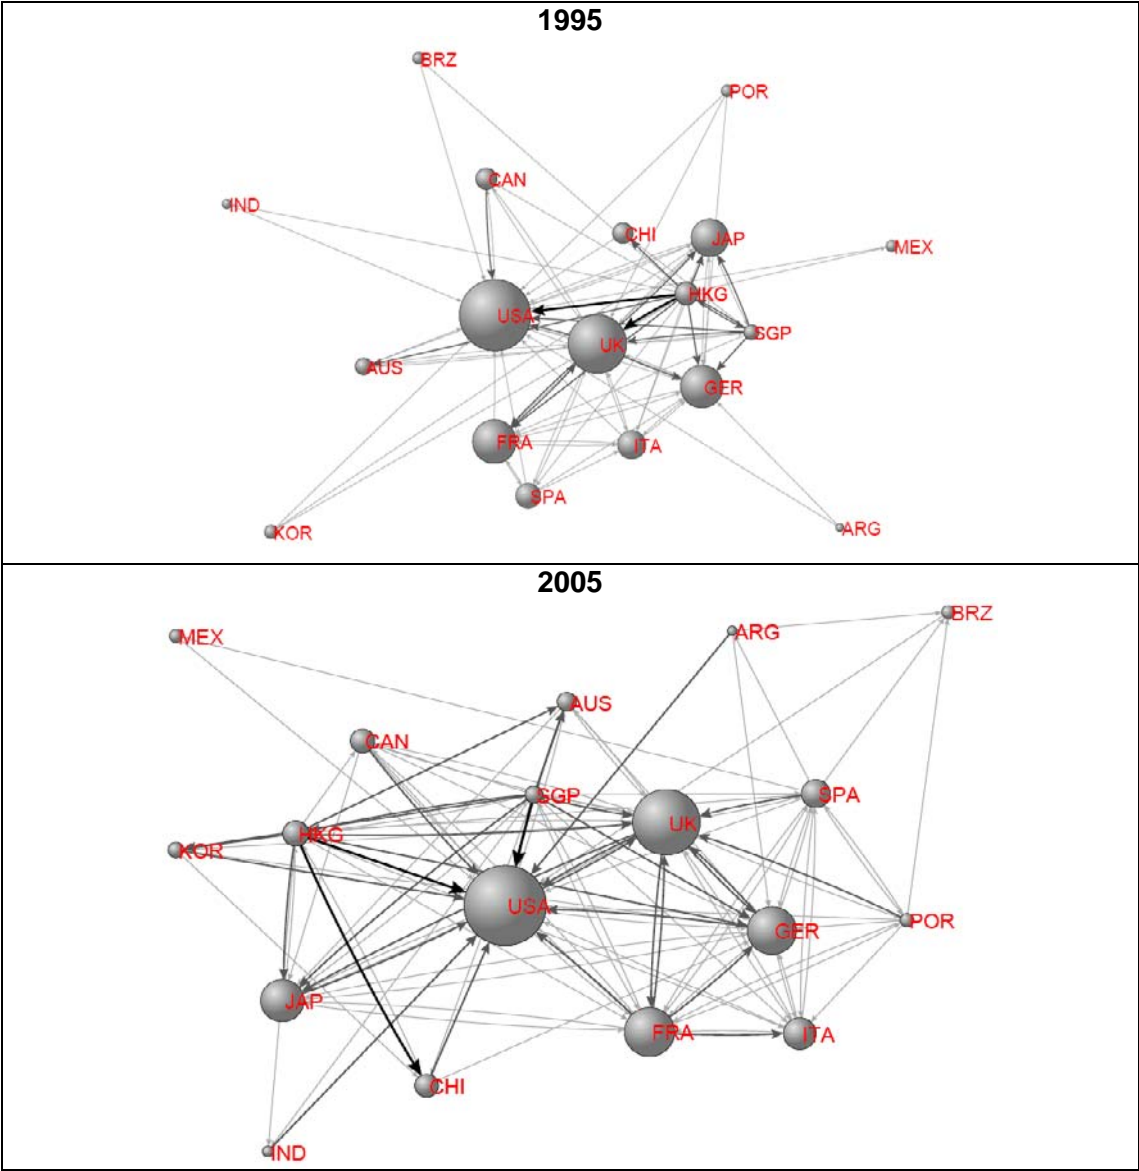 1995
BRZ
POR
CAN
IND
CHI
JAP
MEX
HKG
USA
SGP
UK
AUS
GER
FRA
ITA
SPA
KOR
ARG
2005
MEX
ARG
BRZ
AUS
CAN
SGP
SPA
UK
HKG
KOR
USA
POR
GER
JAP
FRA
ITA
CHI
IND